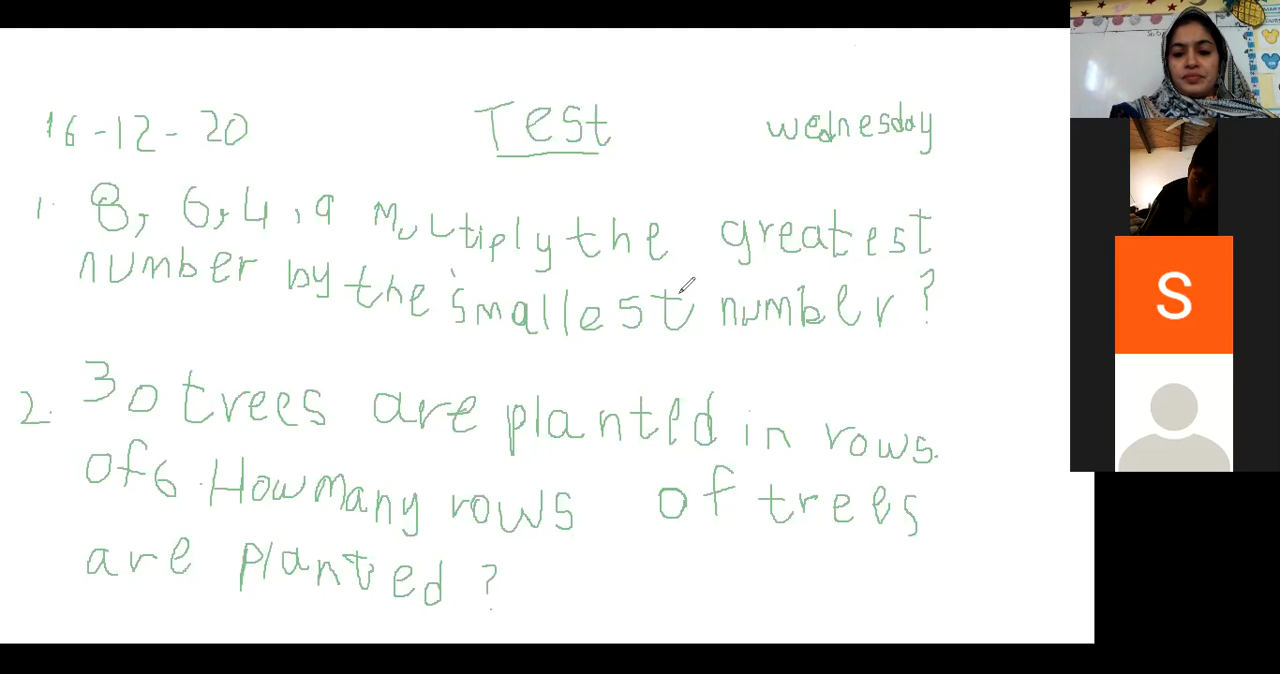 16-12-20 Test Wednesday
1. 8, 6, 4, 9 Multiply the greatest
number by the smallest number?
2. 30 trees are planted in rows.
of 6. How many rows of trees
are planted?
S